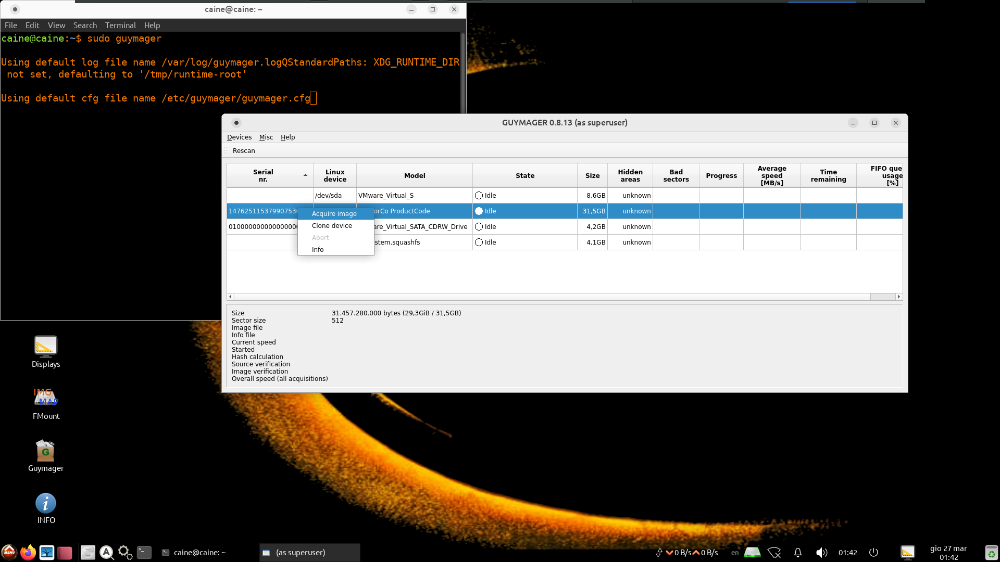 caine@caine: ~
File Edit View Search Terminal Help
caine@caine:~$ sudo guymager
Using default log file name /var/log/guymager.logQStandardPaths: XDG_RUNTIME_DIR
not set, defaulting to '/tmp/runtime-root'
Using default cfg file name /etc/guymager/guymager.cfg
GUYMAGER 0.8.13 (as superuser)
Devices Misc Help
Rescan
Serial nr. Linux device Model State Size Hidden areas Bad sectors Progress Average speed [MB/s] Time remaining FIFO que usage [%]
/dev/sda VMware_Virtual_S Idle 8,6GB unknown
14762511537990753 orCo ProductCode Idle 31,5GB unknown
are_Virtual_SATA_CDRW_Drive Idle 4,2GB unknown
stem.squashfs Idle 4,1GB unknown
Acquire image
Clone device
Abort
Info
Size 31.457.280.000 bytes (29,3GiB / 31,5GB)
Sector size 512
Image file
Info file
Current speed
Started
Hash calculation
Source verification
Image verification
Overall speed (all acquisitions)
Displays
IMG
MAP
FMount
G
Guymager
i
INFO
MENU
caine@caine: ~
(as superuser)
0 B/s 0 B/s
en
01:42
gio 27 mar
01:42